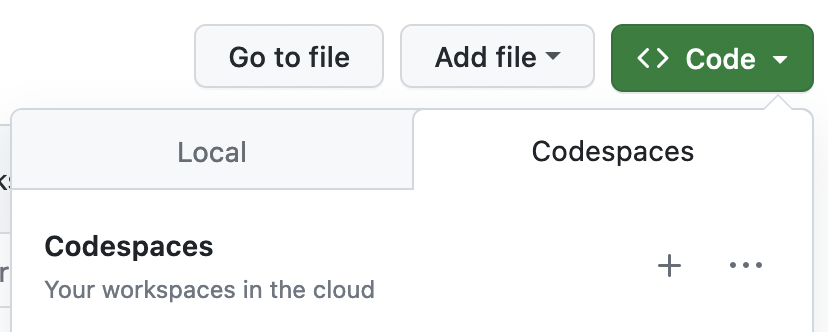 Go to file
Add file
<> Code
Local
Codespaces
Codespaces
Your workspaces in the cloud